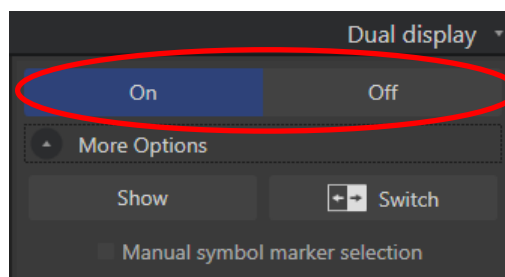 Dual display
On Off
More Options
Show Switch
Manual symbol marker selection